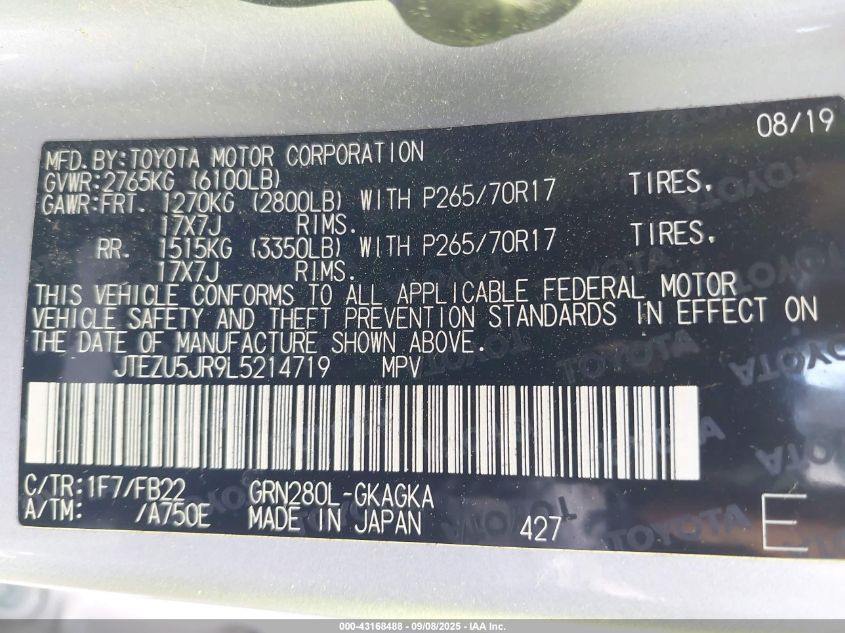 08/19
MFD. BY:TOYOTA MOTOR CORPORATION
GVWR:2765KG (6100LB)
GAWR:FRT. 1270KG (2800LB) WITH P265/70R17 TIRES.
17X7J RIMS.
RR. 1515KG (3350LB) WITH P265/70R17 TIRES.
17X7J RIMS.
THIS VEHICLE CONFORMS TO ALL APPLICABLE FEDERAL MOTOR
VEHICLE SAFETY AND THEFT PREVENTION STANDARDS IN EFFECT ON
THE DATE OF MANUFACTURE SHOWN ABOVE.
JTEZU5JR9L5214719 MPV
C/TR:1F7/FB22 GRN280L-GKAGKA
A/TM: /A750E MADE IN JAPAN 427 E
000-43168488 - 09/08/2025 - IAA Inc.